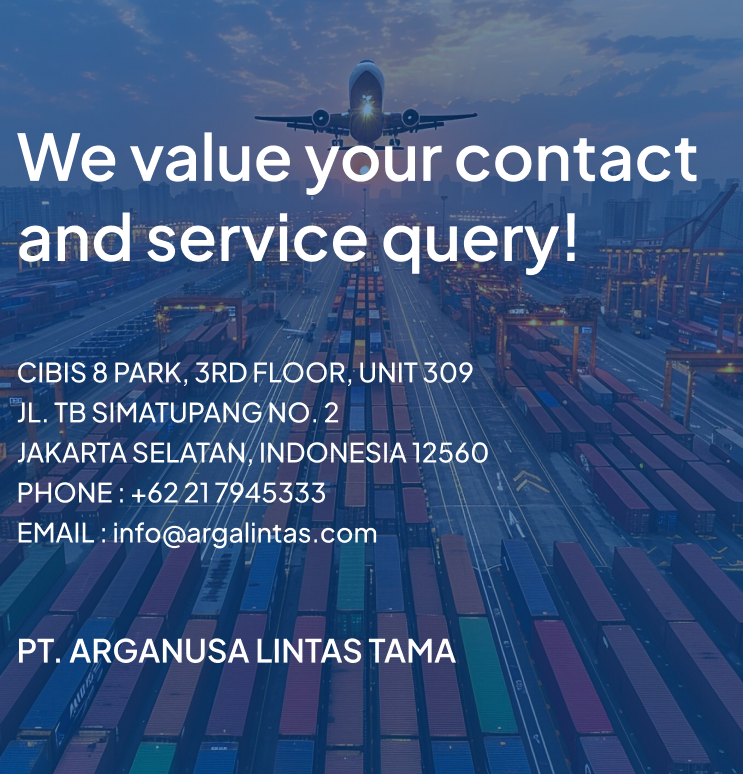 We value your contact
and service query!
CIBIS 8 PARK, 3RD FLOOR, UNIT 309
JL. TB SIMATUPANG NO. 2
JAKARTA SELATAN, INDONESIA 12560
PHONE : +62 21 7945333
EMAIL : info@argalintas.com
PT. ARGANUSA LINTAS TAMA